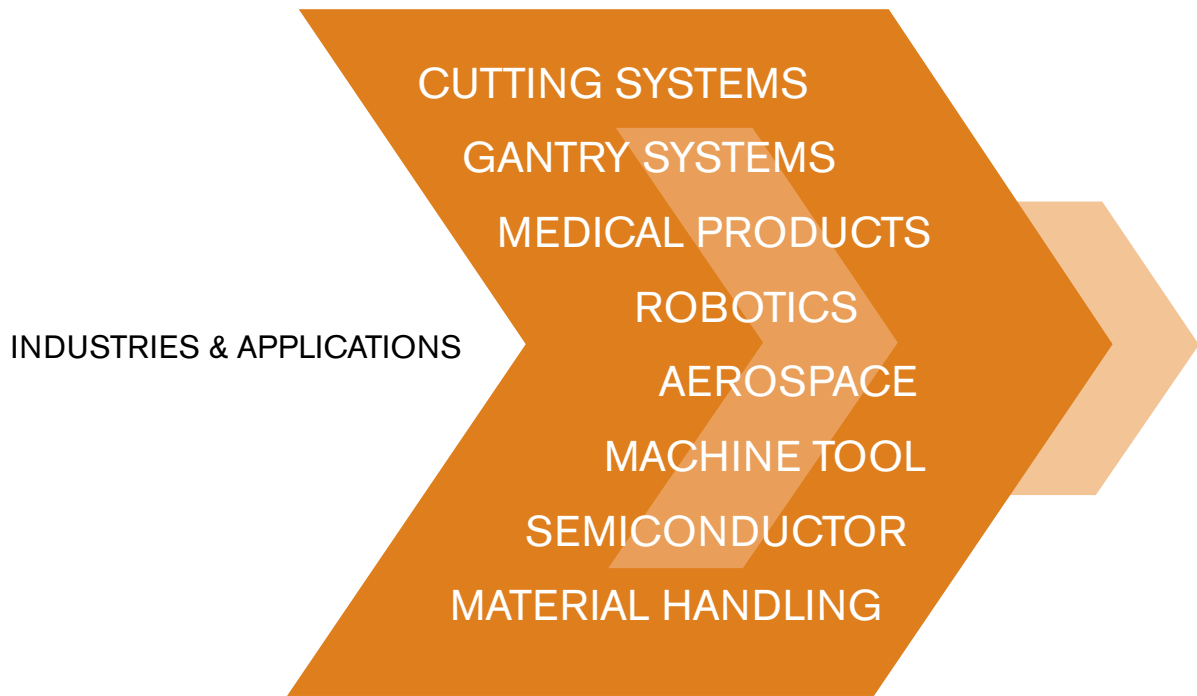 INDUSTRIES & APPLICATIONS
CUTTING SYSTEMS
GANTRY SYSTEMS
MEDICAL PRODUCTS
ROBOTICS
AEROSPACE
MACHINE TOOL
SEMICONDUCTOR
MATERIAL HANDLING